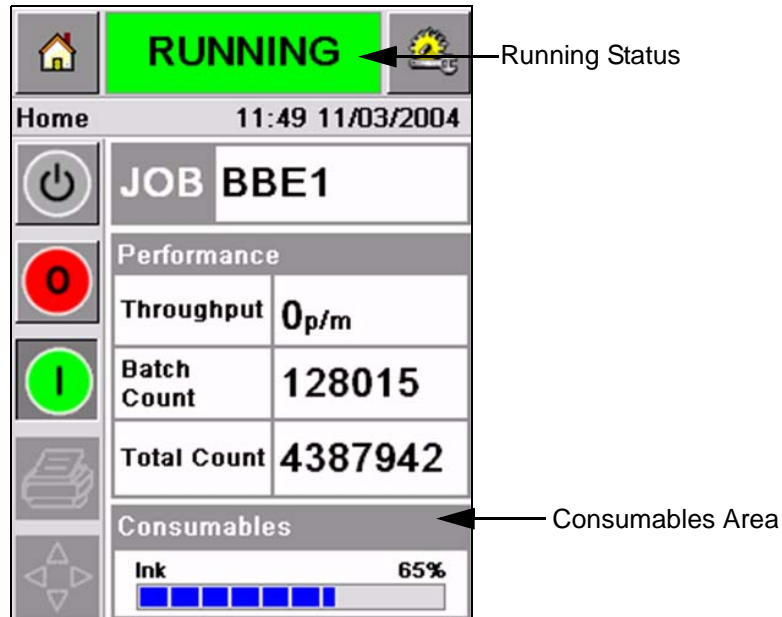 RUNNING
Running Status
Home 11:49 11/03/2004
JOB BBE1
Performance
O
Throughput 0p/m
I
Batch Count 128015
Total Count 4387942
Consumables
Consumables Area
Ink 65%